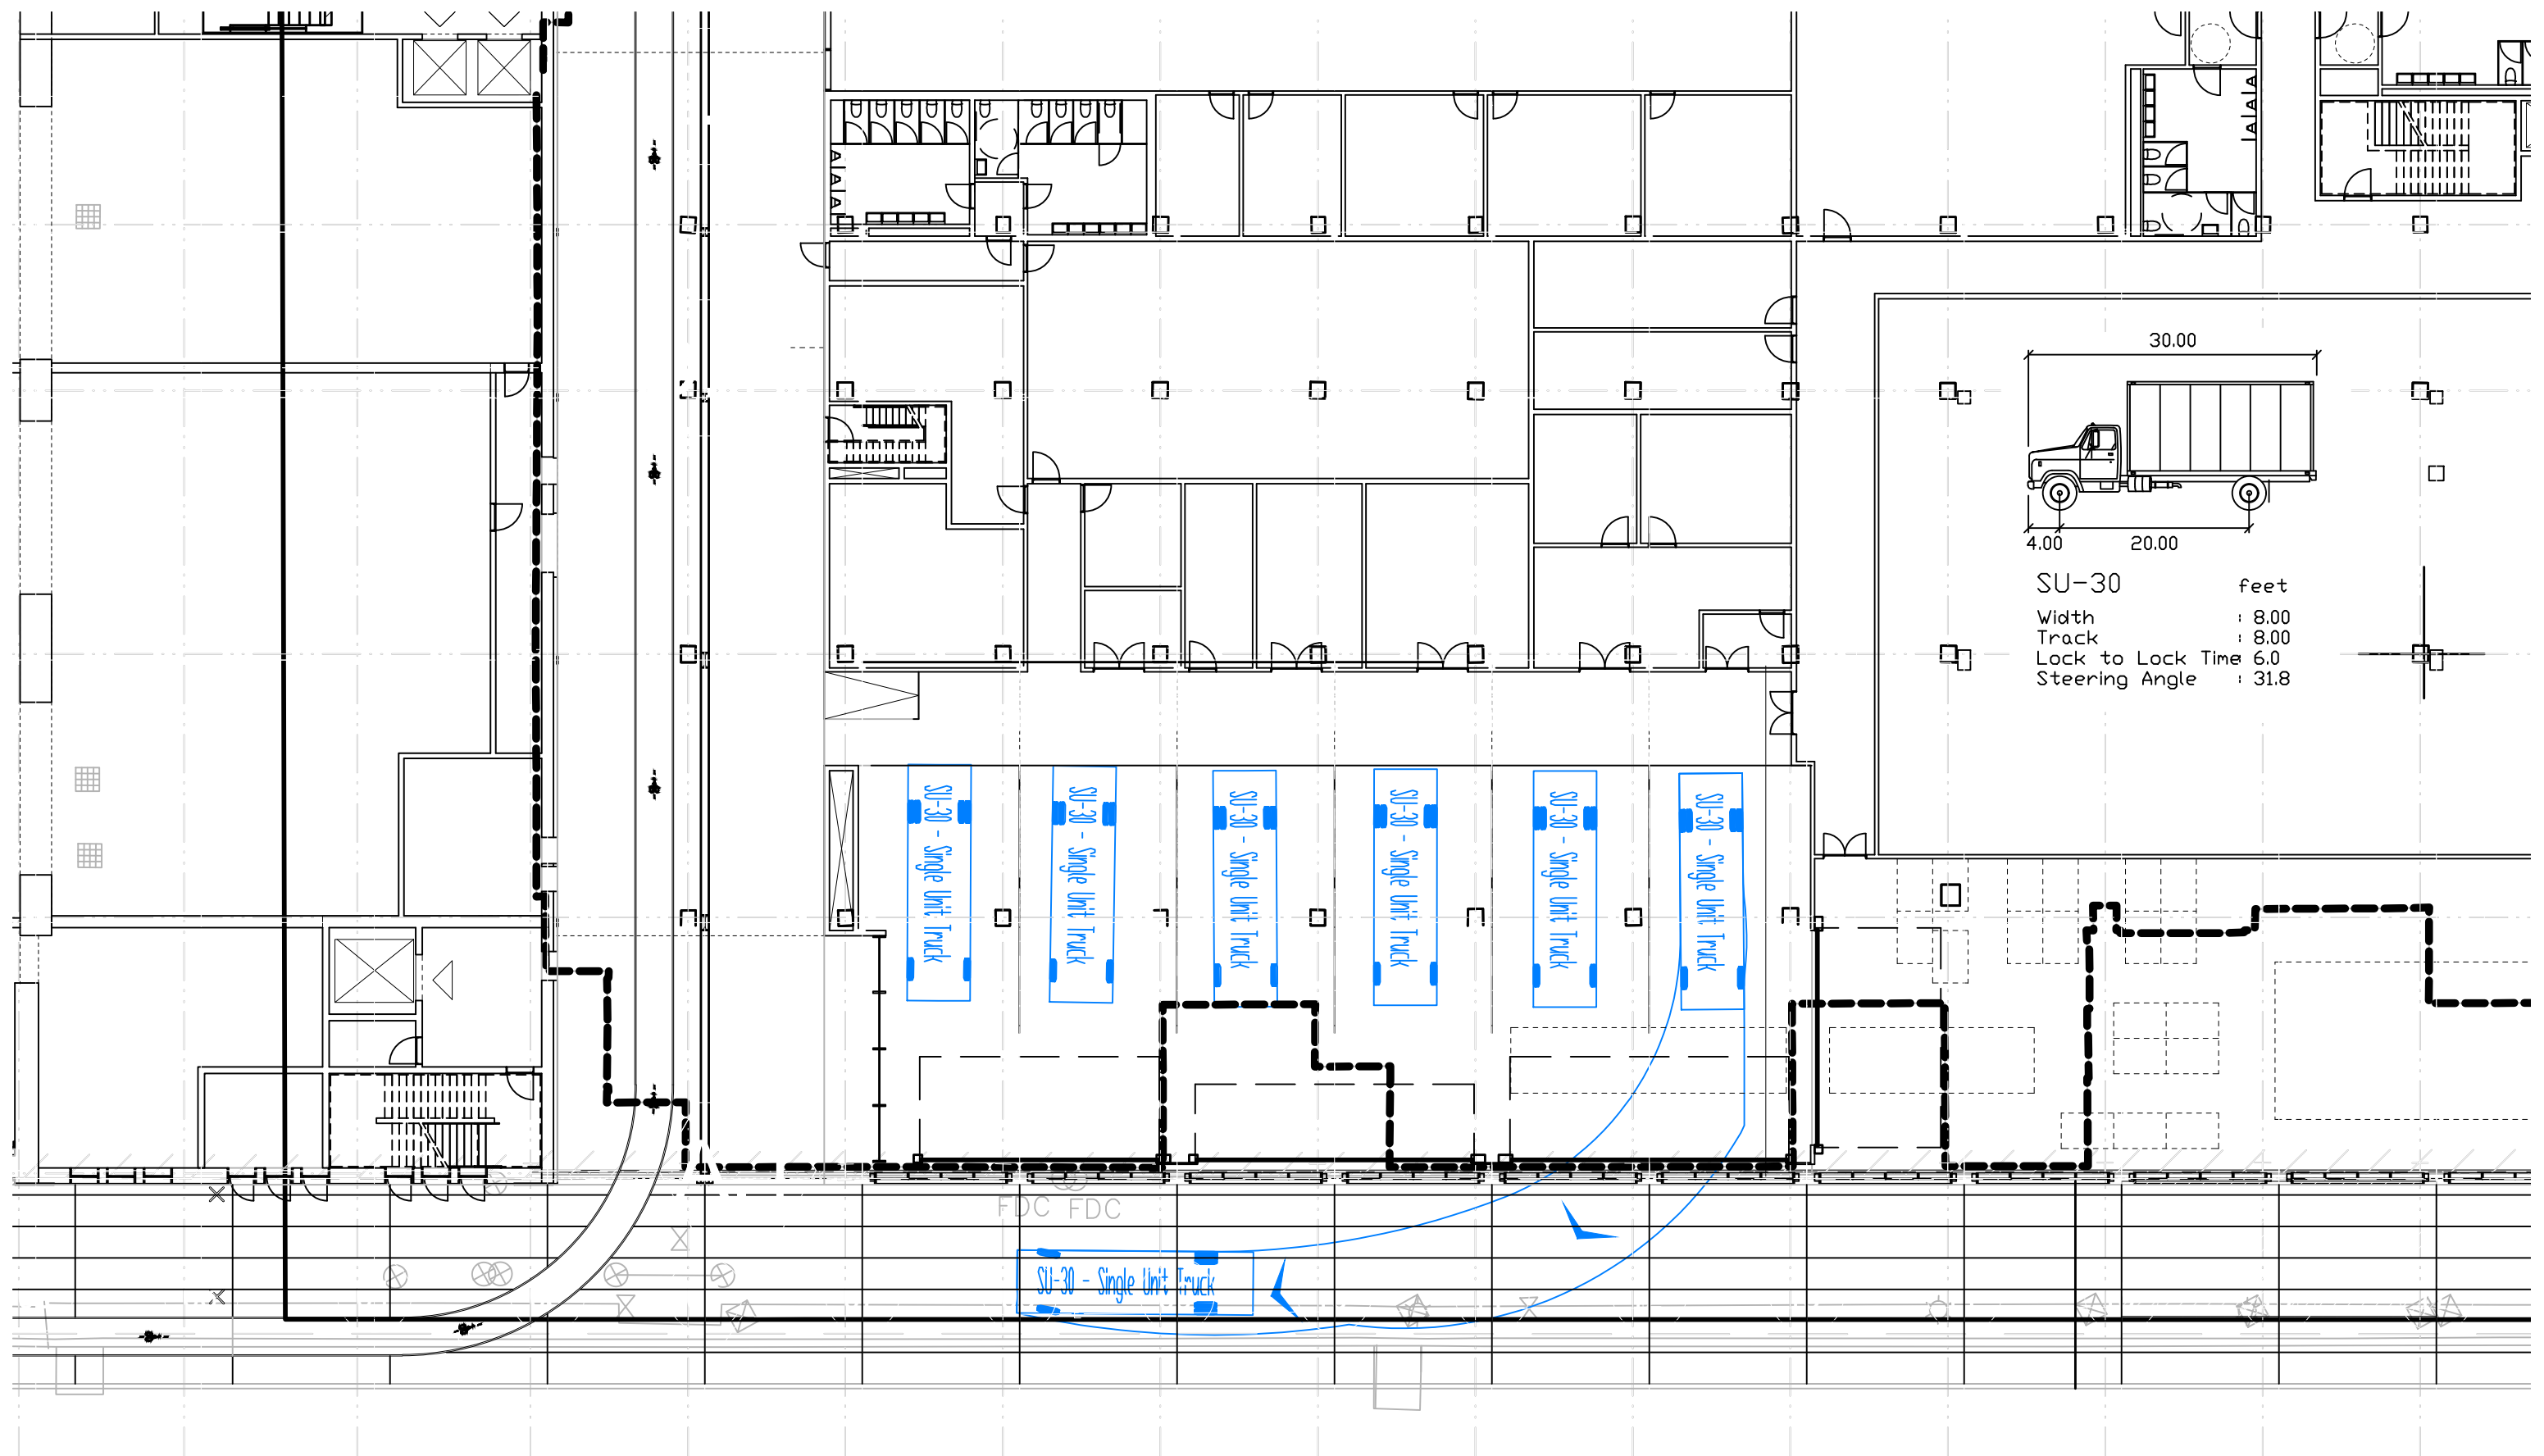 30.00
4.00 20.00
SU-30 feet
Width : 8.00
Track : 8.00
Lock to Lock Time : 6.0
Steering Angle : 31.8
SU-30 - Single Unit Truck
SU-30 - Single Unit Truck
SU-30 - Single Unit Truck
SU-30 - Single Unit Truck
SU-30 - Single Unit Truck
SU-30 - Single Unit Truck
FDC FDC
SU-30 - Single Unit Truck